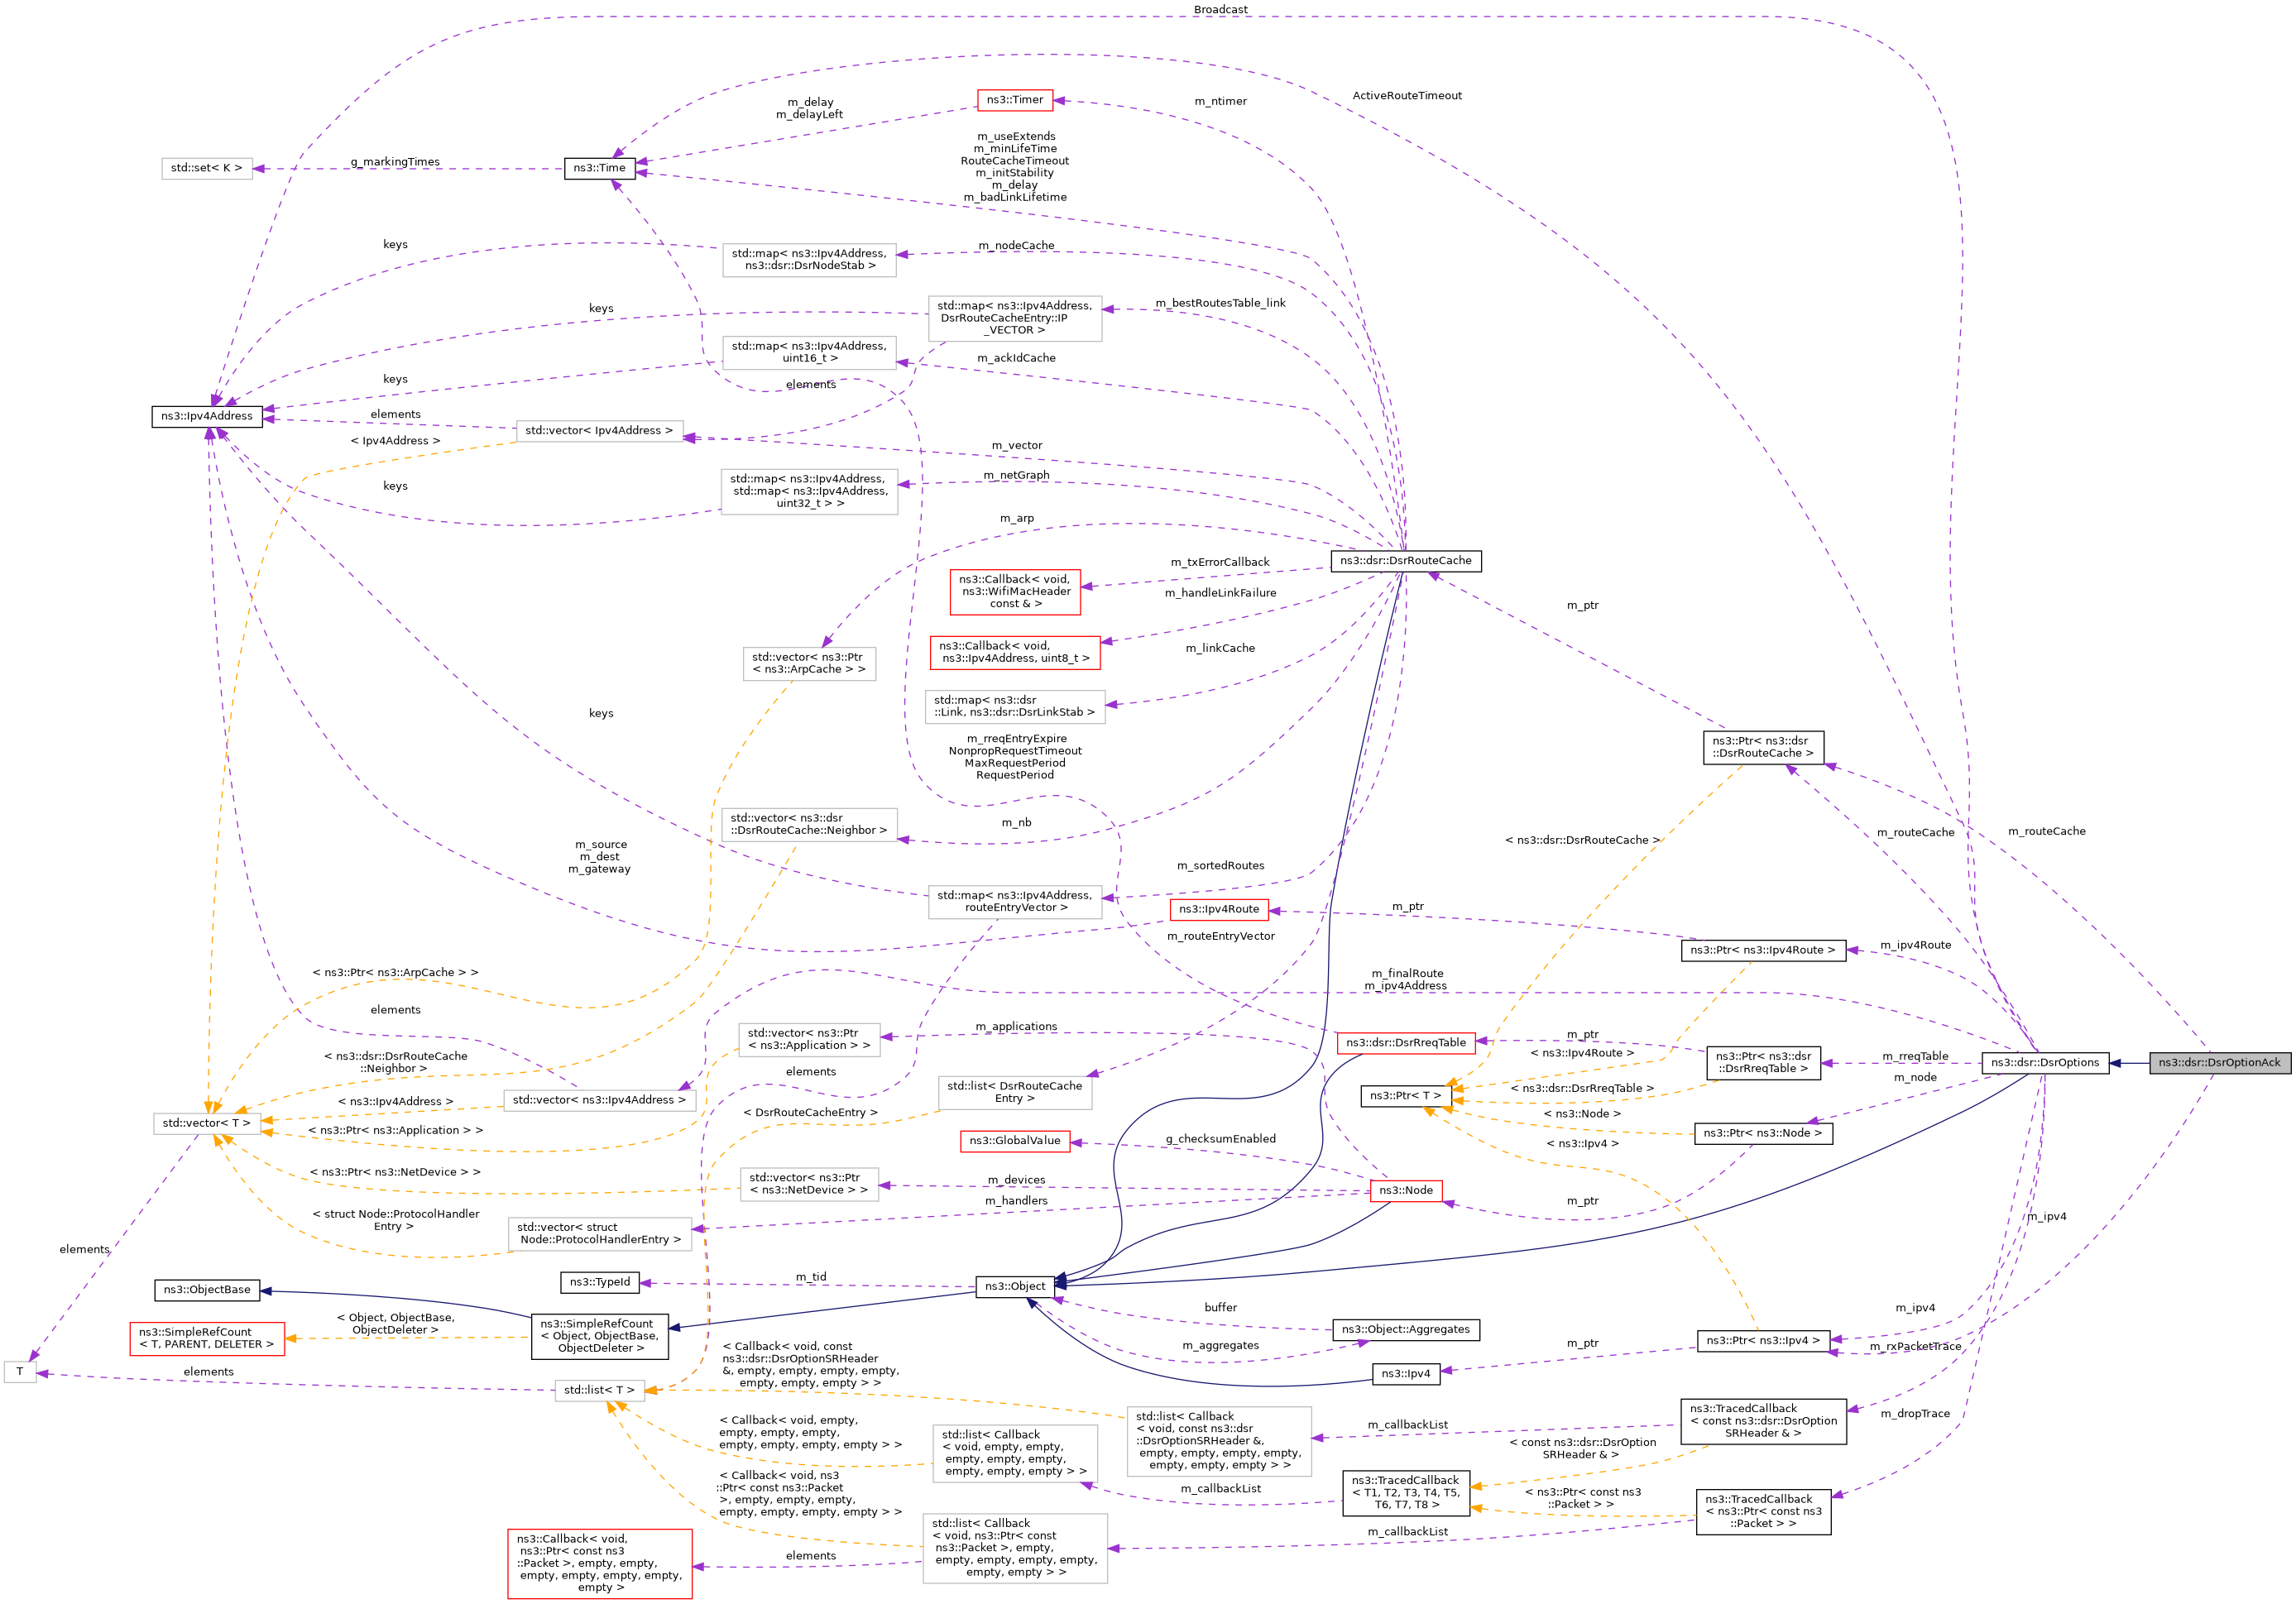 Broadcast
ActiveRouteTimeout
ns3::Timer
m_ntimer
m_delay
m_delayLeft
m_useExtends
m_minLifeTime
RouteCacheTimeout
m_initStability
m_delay
m_badLinkLifetime
std::set< K >
g_markingTimes
ns3::Time
keys
std::map< ns3::Ipv4Address,
ns3::dsr::DsrNodeStab >
m_nodeCache
keys
std::map< ns3::Ipv4Address,
DsrRouteCacheEntry::IP
_VECTOR >
m_bestRoutesTable_link
std::map< ns3::Ipv4Address,
uint16_t >
m_ackIdCache
keys
elements
ns3::Ipv4Address
elements
< Ipv4Address >
std::vector< Ipv4Address >
m_vector
keys
std::map< ns3::Ipv4Address,
std::map< ns3::Ipv4Address,
uint32_t > >
m_netGraph
m_arp
ns3::dsr::DsrRouteCache
m_txErrorCallback
ns3::Callback< void,
ns3::WifiMacHeader
const & >
m_handleLinkFailure
ns3::Callback< void,
ns3::Ipv4Address, uint8_t >
m_ptr
std::vector< ns3::Ptr
< ns3::ArpCache > >
m_linkCache
std::map< ns3::dsr
::Link, ns3::dsr::DsrLinkStab >
keys
m_rreqEntryExpire
NonpropRequestTimeout
MaxRequestPeriod
RequestPeriod
ns3::Ptr< ns3::dsr
::DsrRouteCache >
std::vector< ns3::dsr
::DsrRouteCache::Neighbor >
m_nb
< ns3::dsr::DsrRouteCache >
m_routeCache
m_routeCache
m_source
m_dest
m_gateway
m_sortedRoutes
std::map< ns3::Ipv4Address,
routeEntryVector >
ns3::Ipv4Route
m_ptr
m_routeEntryVector
ns3::Ptr< ns3::Ipv4Route >
m_ipv4Route
< ns3::Ptr< ns3::ArpCache > >
m_finalRoute
m_ipv4Address
elements
std::vector< ns3::Ptr
< ns3::Application > >
m_applications
ns3::dsr::DsrRreqTable
m_ptr
< ns3::Ipv4Route >
ns3::Ptr< ns3::dsr
::DsrRreqTable >
m_rreqTable
ns3::dsr::DsrOptions
ns3::dsr::DsrOptionAck
< ns3::dsr::DsrRouteCache
::Neighbor >
elements
std::list< DsrRouteCache
Entry >
ns3::Ptr< T >
< ns3::dsr::DsrRreqTable >
m_node
< ns3::Ipv4Address >
std::vector< ns3::Ipv4Address >
< DsrRouteCacheEntry >
< ns3::Node >
std::vector< T >
< ns3::Ptr< ns3::Application > >
ns3::GlobalValue
g_checksumEnabled
< ns3::Ipv4 >
ns3::Ptr< ns3::Node >
< ns3::Ptr< ns3::NetDevice > >
std::vector< ns3::Ptr
< ns3::NetDevice > >
m_devices
m_handlers
ns3::Node
m_ptr
< struct Node::ProtocolHandler
Entry >
std::vector< struct
Node::ProtocolHandlerEntry >
m_ipv4
elements
ns3::ObjectBase
ns3::TypeId
m_tid
ns3::Object
buffer
m_ipv4
< Object, ObjectBase,
ObjectDeleter >
ns3::SimpleRefCount
< T, PARENT, DELETER >
ns3::SimpleRefCount
< Object, ObjectBase,
ObjectDeleter >
m_aggregates
ns3::Object::Aggregates
m_ptr
ns3::Ptr< ns3::Ipv4 >
m_rxPacketTrace
ns3::Ipv4
T
elements
std::list< T >
< Callback< void, const
ns3::dsr::DsrOptionSRHeader
&, empty, empty, empty, empty,
empty, empty, empty > >
< Callback< void, empty,
empty, empty, empty,
empty, empty, empty, empty > >
std::list< Callback
< void, empty, empty,
empty, empty, empty,
empty, empty, empty > >
std::list< Callback
< void, const ns3::dsr
::DsrOptionSRHeader &,
empty, empty, empty, empty,
empty, empty, empty > >
m_callbackList
ns3::TracedCallback
< const ns3::dsr::DsrOption
SRHeader & >
m_dropTrace
< const ns3::dsr::DsrOption
SRHeader & >
< Callback< void, ns3
::Ptr< const ns3::Packet
>, empty, empty, empty,
empty, empty, empty, empty > >
m_callbackList
ns3::TracedCallback
< T1, T2, T3, T4, T5,
T6, T7, T8 >
< ns3::Ptr< const ns3
::Packet > >
ns3::TracedCallback
< ns3::Ptr< const ns3
::Packet > >
m_callbackList
std::list< Callback
< void, ns3::Ptr< const
ns3::Packet >, empty,
empty, empty, empty, empty,
empty, empty > >
elements
ns3::Callback< void,
ns3::Ptr< const ns3
::Packet >, empty, empty,
empty, empty, empty, empty,
empty >